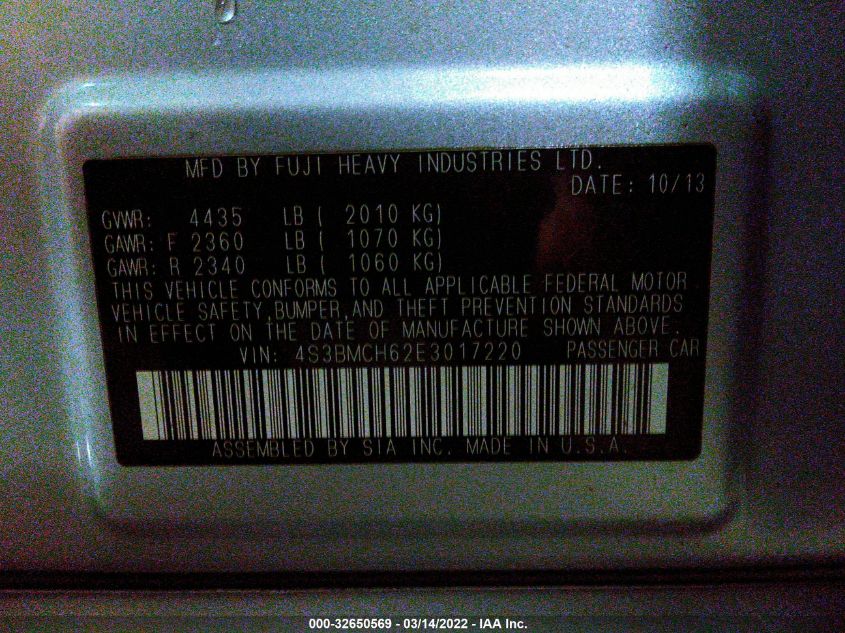 MFD BY FUJI HEAVY INDUSTRIES LTD.
DATE: 10/13
GVWR: 4435 LB ( 2010 KG)
GAWR: F 2360 LB ( 1070 KG)
GAWR: R 2340 LB ( 1060 KG)
THIS VEHICLE CONFORMS TO ALL APPLICABLE FEDERAL MOTOR
VEHICLE SAFETY,BUMPER,AND THEFT PREVENTION STANDARDS
IN EFFECT ON THE DATE OF MANUFACTURE SHOWN ABOVE.
VIN: 4S3BMCH62E3017220 PASSENGER CAR
ASSEMBLED BY SIA INC. MADE IN U.S.A.
000-32650569 - 03/14/2022 - IAA Inc.